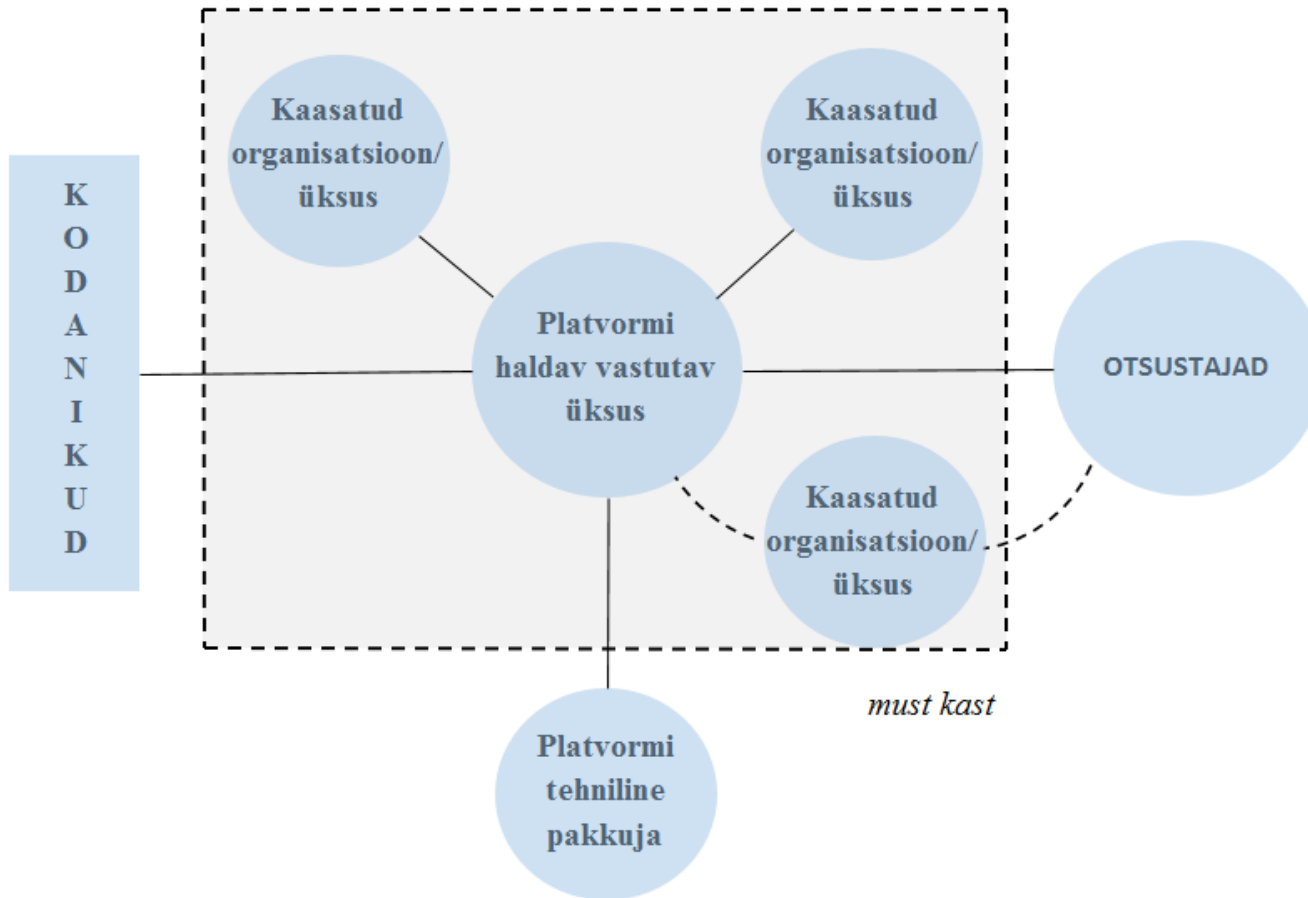 Kaasatud
organisatsioon/
üksus
Kaasatud
organisatsioon/
üksus
K
O
D
A
N
I
K
U
D
Platvormi
haldav vastutav
üksus
OTSUSTAJAD
Kaasatud
organisatsioon/
üksus
must kast
Platvormi
tehniline
pakkuja